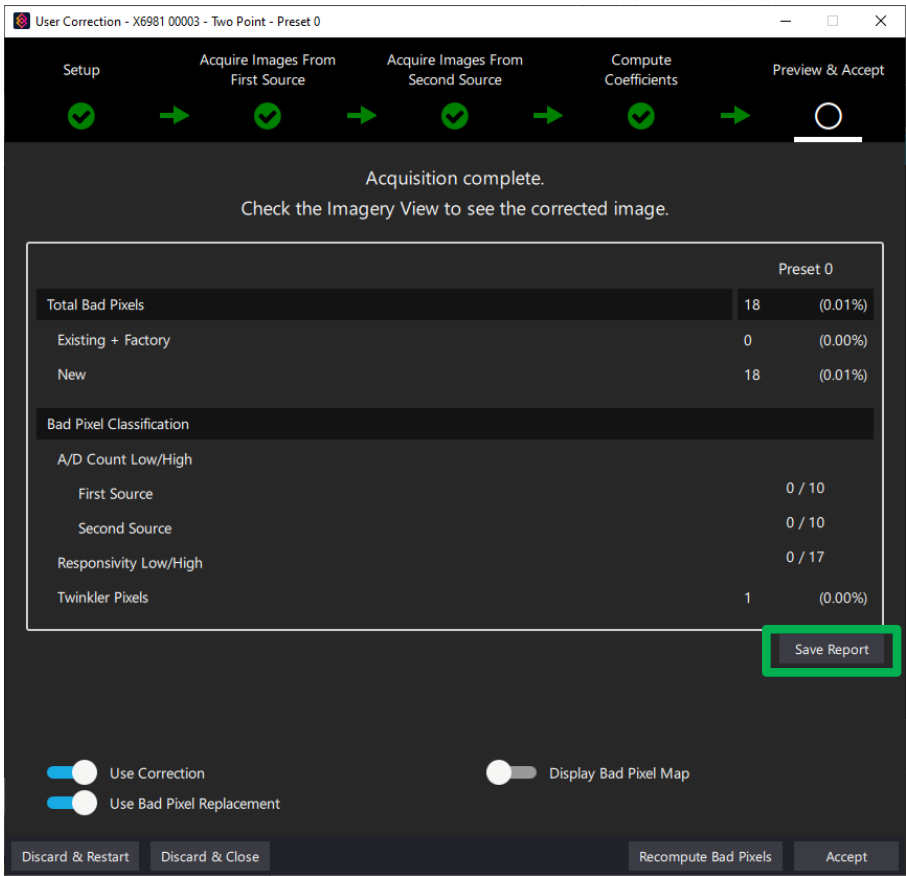 User Correction - X6981 00003 - Two Point - Preset 0
Setup
Acquire Images From
First Source
Acquire Images From
Second Source
Compute
Coefficients
Preview & Accept
Acquisition complete.
Check the Imagery View to see the corrected image.
Preset 0
Total Bad Pixels 18 (0.01%)
Existing + Factory 0 (0.00%)
New 18 (0.01%)
Bad Pixel Classification
A/D Count Low/High
First Source 0 / 10
Second Source 0 / 10
Responsivity Low/High 0 / 17
Twinkler Pixels 1 (0.00%)
Save Report
Use Correction Display Bad Pixel Map
Use Bad Pixel Replacement
Discard & Restart Discard & Close Recompute Bad Pixels Accept